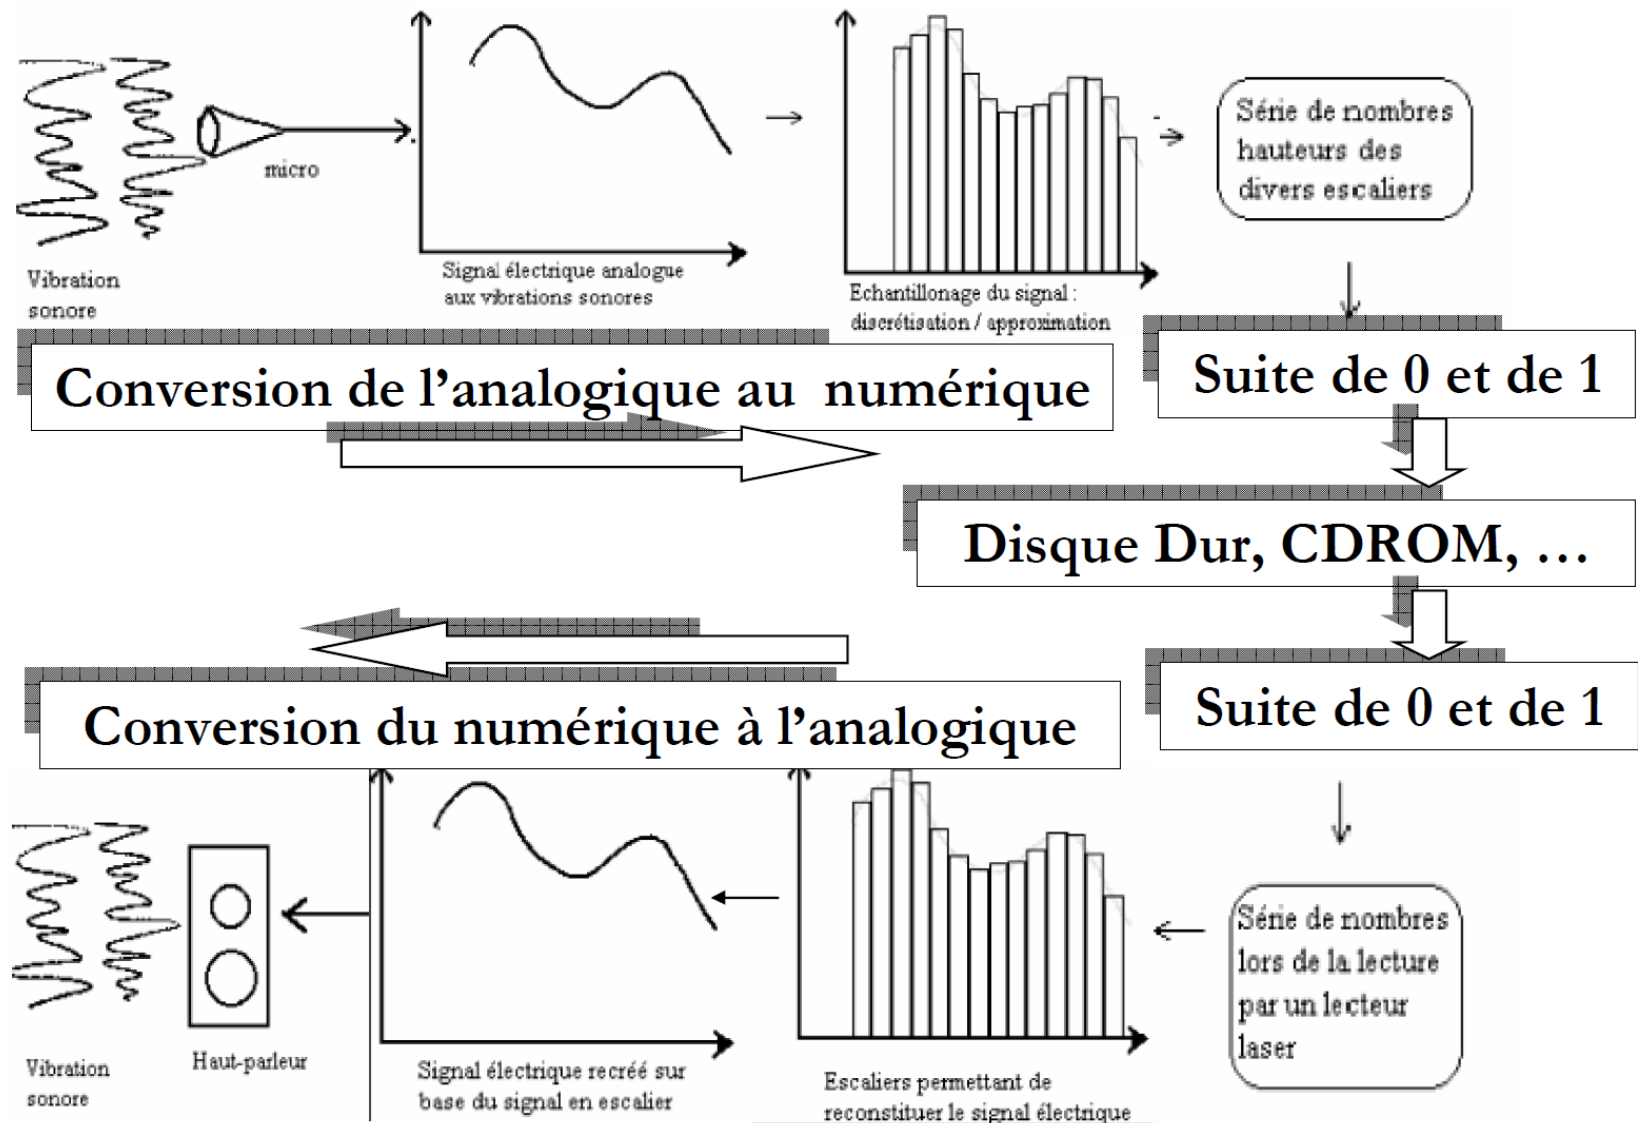 micro
Vibration
sonore
Signal électrique analogue
aux vibrations sonores
Echantillonage du signal :
discrétisation / approximation
Série de nombres
hauteurs des
divers escaliers
Conversion de l'analogique au numérique
Suite de 0 et de 1
Disque Dur, CDROM, …
Suite de 0 et de 1
Conversion du numérique à l'analogique
Série de nombres
lors de la lecture
par un lecteur
laser
Escaliers permettant de
reconstituer le signal électrique
Signal électrique recréé sur
base du signal en escalier
Haut-parleur
Vibration
sonore